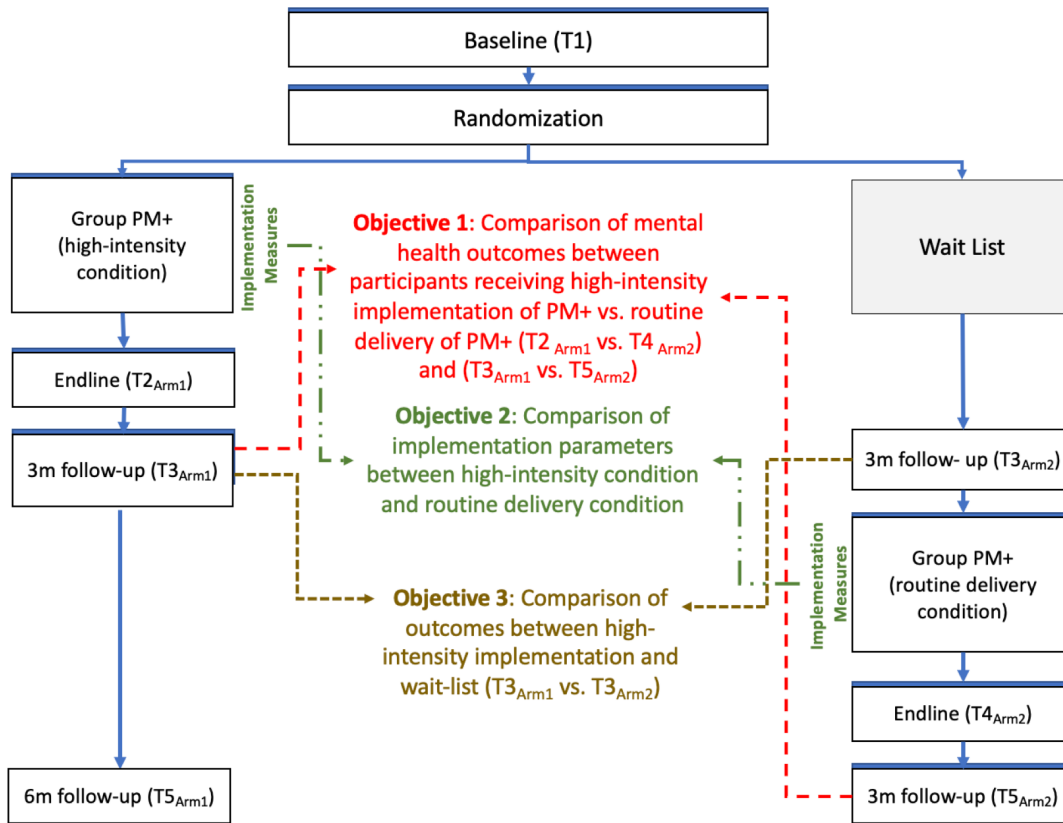 Baseline (T1)
Randomization
Group PM+
(high-intensity
condition)
Implementation
Measures
Endline (T2Arm1)
3m follow-up (T3Arm1)
6m follow-up (T5Arm1)
Objective 1: Comparison of mental
health outcomes between
participants receiving high-intensity
implementation of PM+ vs. routine
delivery of PM+ (T2 Arm1 vs. T4 Arm2)
and (T3Arm1 vs. T5Arm2)
Objective 2: Comparison of
implementation parameters
between high-intensity condition
and routine delivery condition
Objective 3: Comparison of
outcomes between high-
intensity implementation and
wait-list (T3Arm1 vs. T3Arm2)
Wait List
3m follow- up (T3Arm2)
Implementation
Measures
Group PM+
(routine delivery
condition)
Endline (T4Arm2)
3m follow-up (T5Arm2)